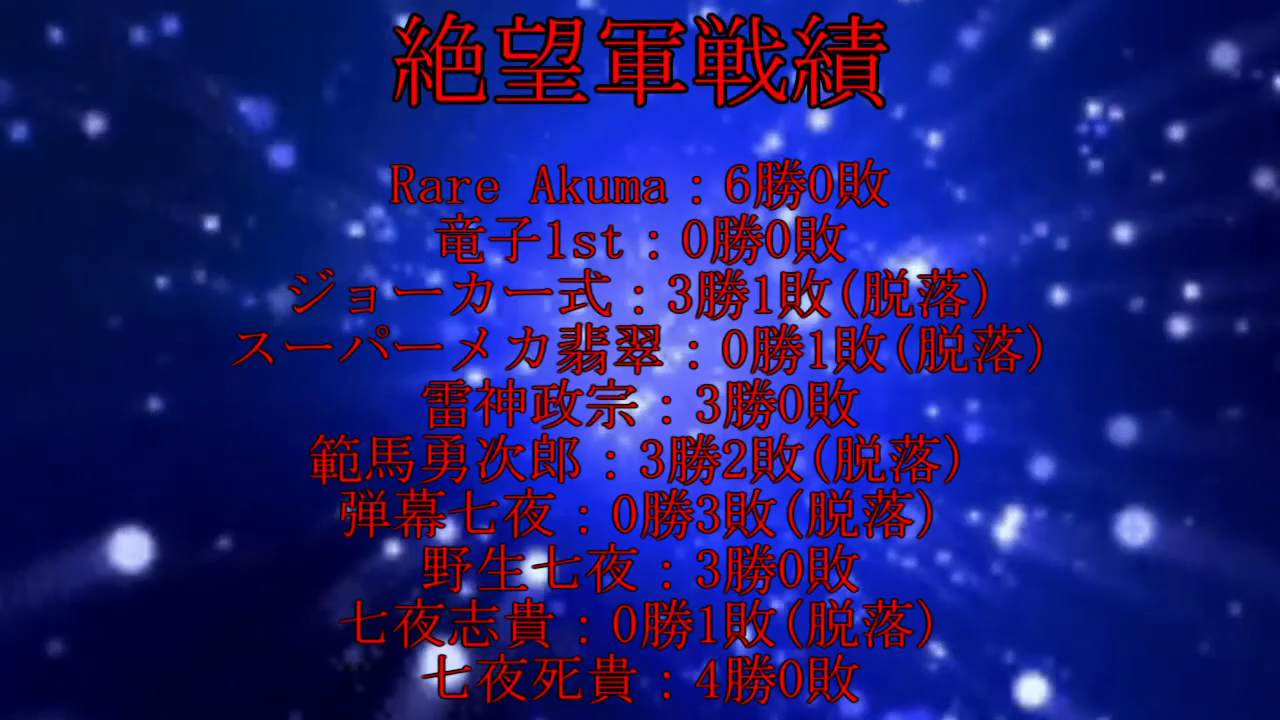 絶望軍戦績
Rare Akuma：6勝0敗
竜子1st：0勝0敗
ジョーカー式：3勝1敗(脱落)
スーパーメカ翡翠：0勝1敗(脱落)
雷神政宗：3勝0敗
範馬勇次郎：3勝2敗(脱落)
弾幕七夜：0勝3敗(脱落)
野生七夜：3勝0敗
七夜志貴：0勝1敗(脱落)
七夜死貴：4勝0敗